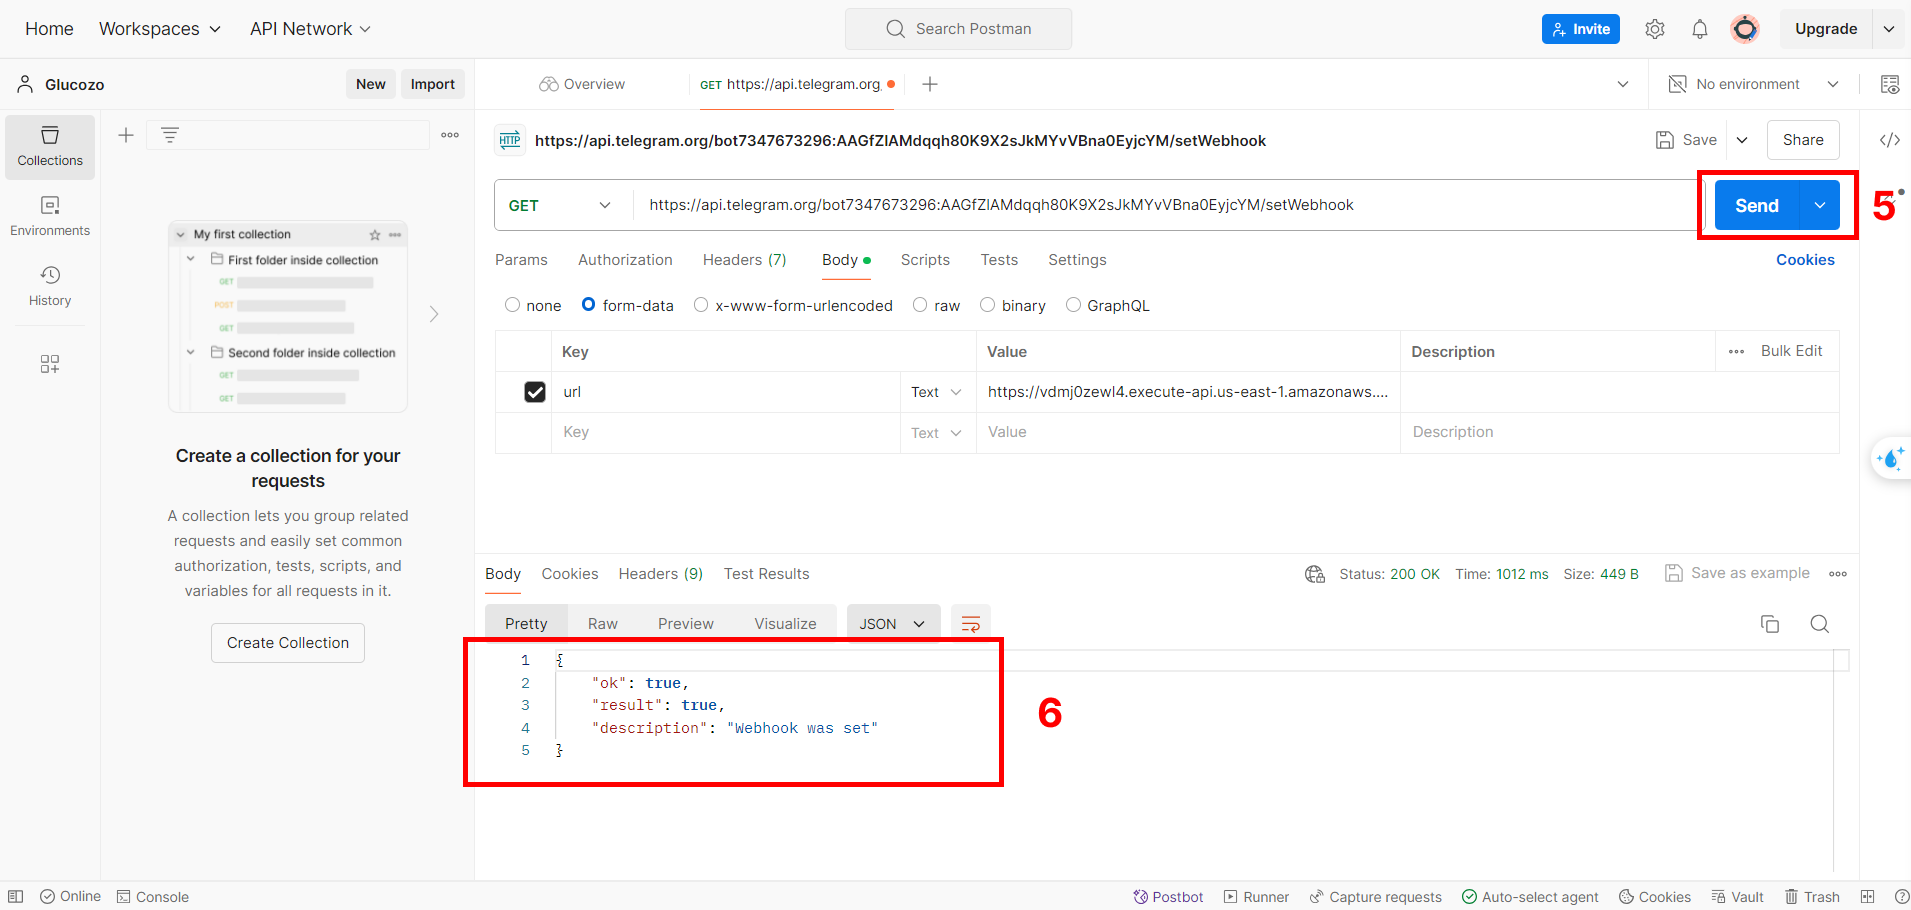 Home Workspaces API Network Search Postman Invite Upgrade
Glucozo New Import Overview GET https://api.telegram.org. No environment
Collections
Environments
History
My first collection
First folder inside collection
GET
POST
GET
Second folder inside collection
GET
GET
Create a collection for your
requests
A collection lets you group related
requests and easily set common
authorization, tests, scripts, and
variables for all requests in it.
Create Collection
HTTP https://api.telegram.org/bot7347673296:AAGfZIAMdqqh80K9X2sJkMYvVBna0EyjcYM/setWebhook Save Share
GET https://api.telegram.org/bot7347673296:AAGfZIAMdqqh80K9X2sJkMYvVBna0EyjcYM/setWebhook Send 5
Params Authorization Headers (7) Body Scripts Tests Settings Cookies
none form-data x-www-form-urlencoded raw binary GraphQL
Key Value Description Bulk Edit
url Text https://vdmj0zewl4.execute-api.us-east-1.amazonaws....
Key Text Value Description
Body Cookies Headers (9) Test Results Status: 200 OK Time: 1012 ms Size: 449 B Save as example
Pretty Raw Preview Visualize JSON
1 {
2 "ok": true,
3 "result": true,
4 "description": "Webhook was set"
5 }
6
Online Console Postbot Runner Capture requests Auto-select agent Cookies Vault Trash